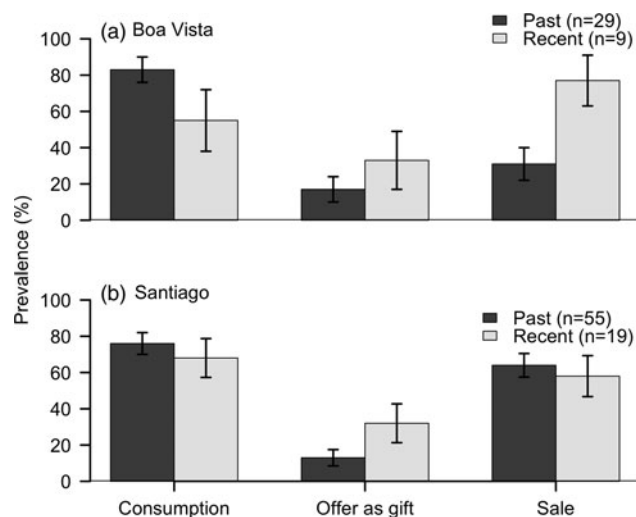 (a) Boa Vista
Past (n=29)
Recent (n=9)
100
80
60
40
20
0
Prevalence (%)
(b) Santiago
Past (n=55)
Recent (n=19)
100
80
60
40
20
0
Consumption Offer as gift Sale